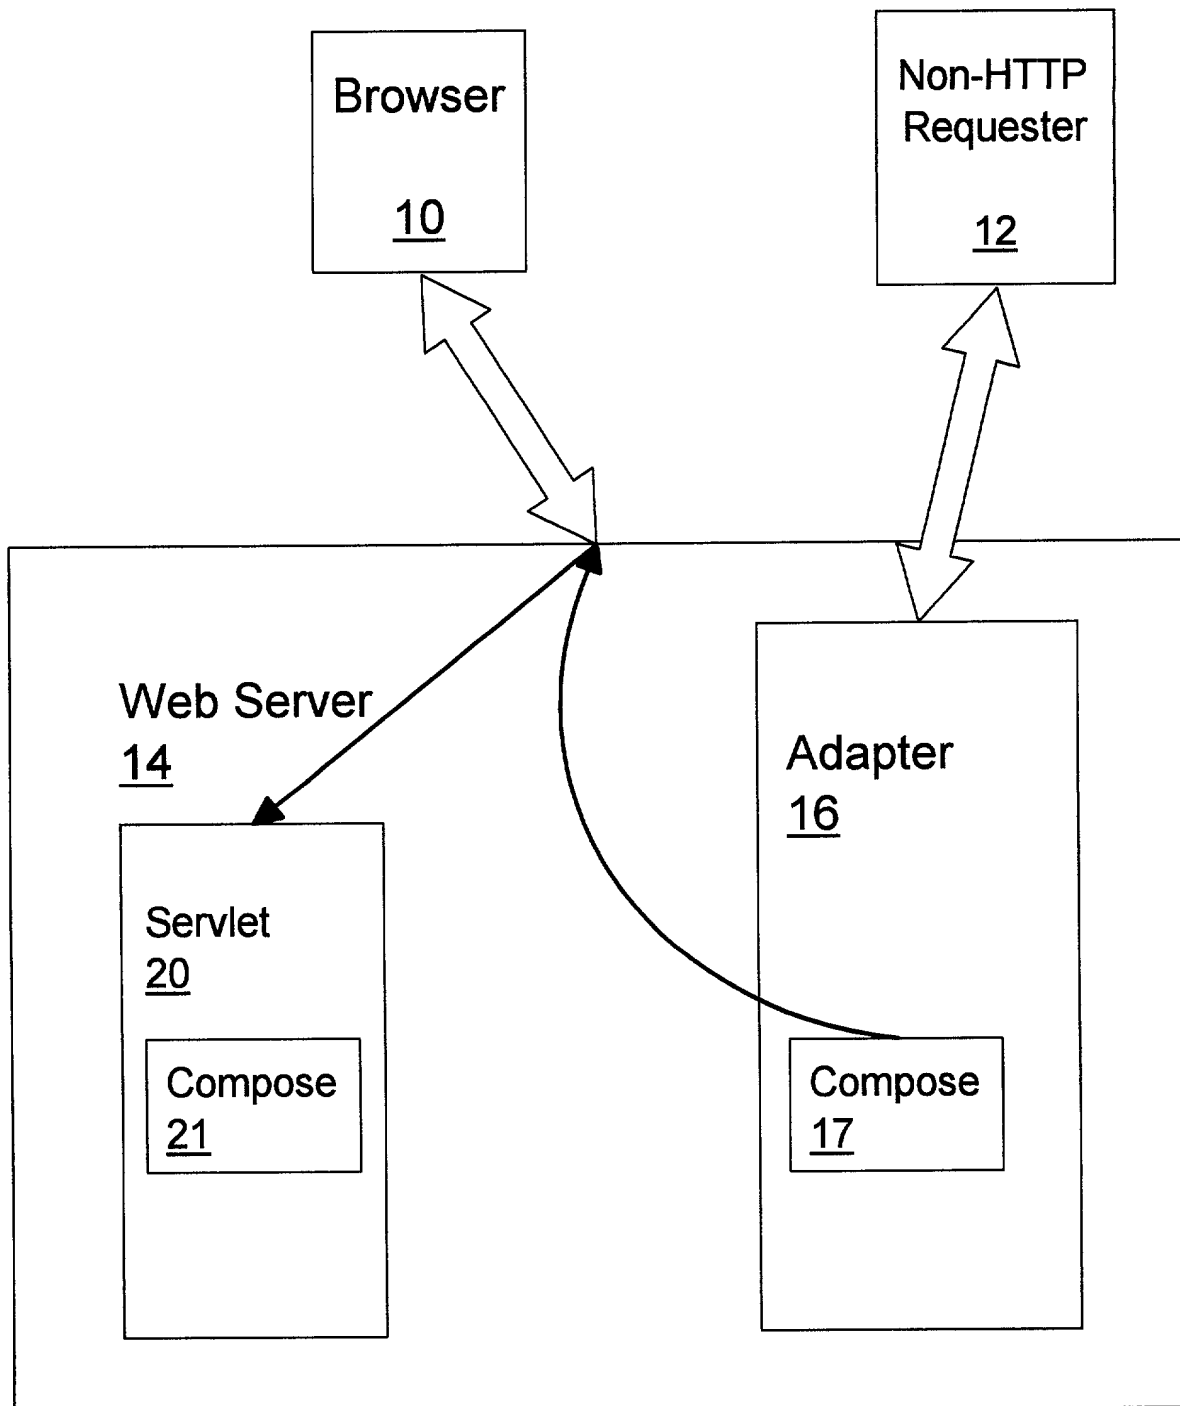 Browser
10
Non-HTTP
Requester
12
Web Server
14
Adapter
16
Servlet
20
Compose
21
Compose
17